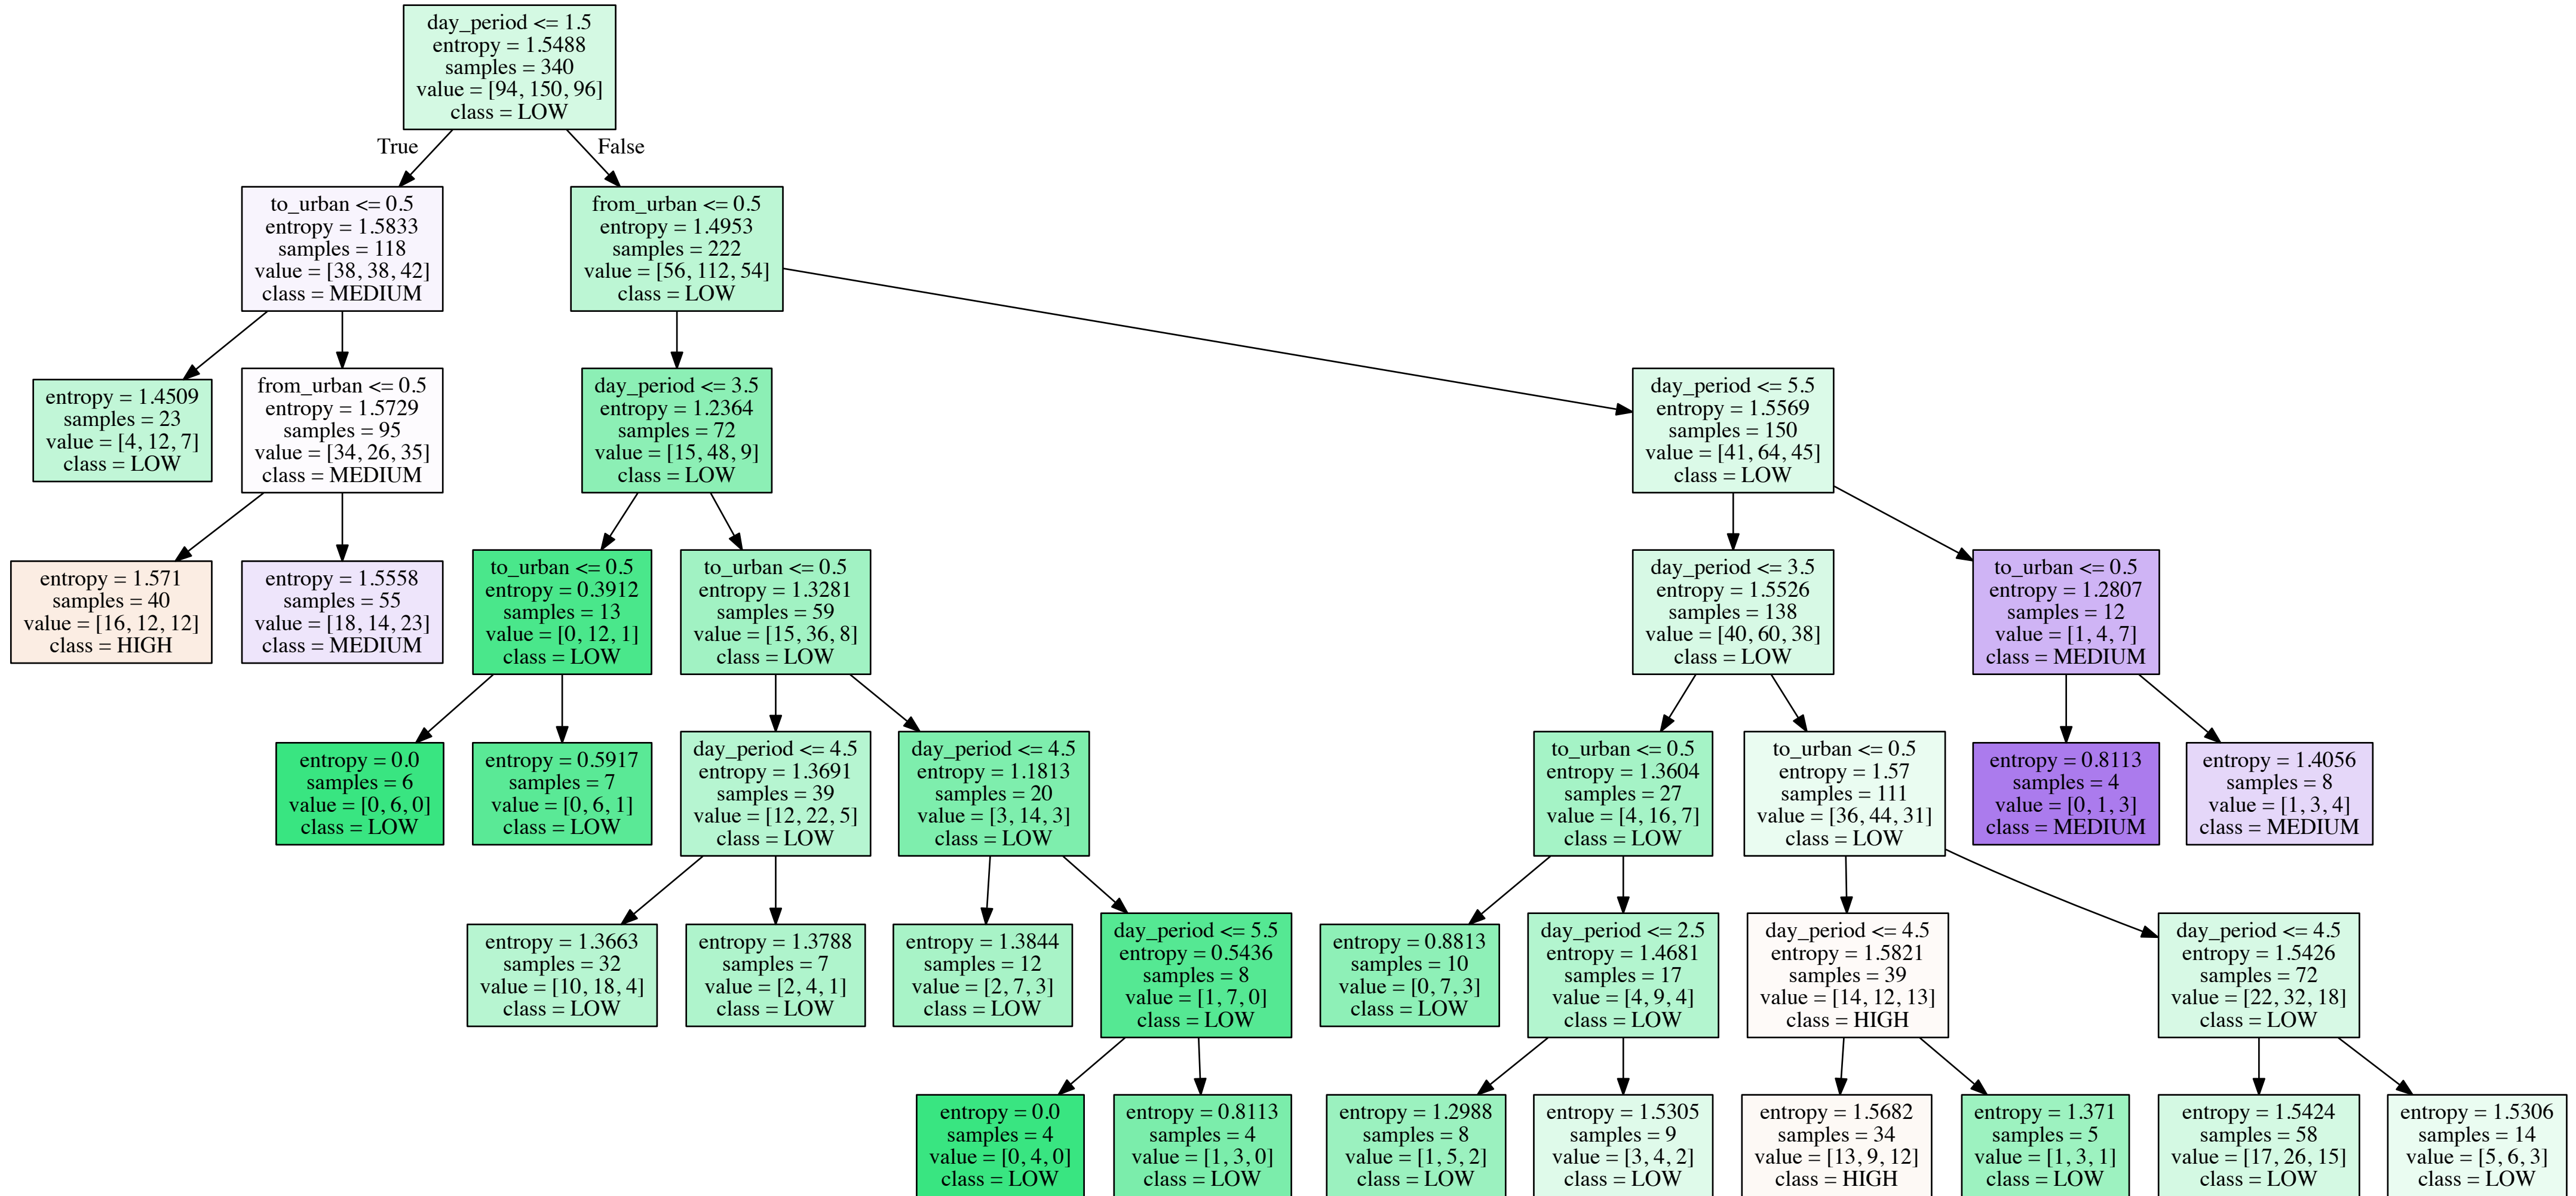 day_period <= 1.5
entropy = 1.5488
samples = 340
value = [94, 150, 96]
class = LOW
True
False
to_urban <= 0.5
entropy = 1.5833
samples = 118
value = [38, 38, 42]
class = MEDIUM
from_urban <= 0.5
entropy = 1.4953
samples = 222
value = [56, 112, 54]
class = LOW
entropy = 1.4509
samples = 23
value = [4, 12, 7]
class = LOW
from_urban <= 0.5
entropy = 1.5729
samples = 95
value = [34, 26, 35]
class = MEDIUM
day_period <= 3.5
entropy = 1.2364
samples = 72
value = [15, 48, 9]
class = LOW
day_period <= 5.5
entropy = 1.5569
samples = 150
value = [41, 64, 45]
class = LOW
entropy = 1.571
samples = 40
value = [16, 12, 12]
class = HIGH
entropy = 1.5558
samples = 55
value = [18, 14, 23]
class = MEDIUM
to_urban <= 0.5
entropy = 0.3912
samples = 13
value = [0, 12, 1]
class = LOW
to_urban <= 0.5
entropy = 1.3281
samples = 59
value = [15, 36, 8]
class = LOW
day_period <= 3.5
entropy = 1.5526
samples = 138
value = [40, 60, 38]
class = LOW
to_urban <= 0.5
entropy = 1.2807
samples = 12
value = [1, 4, 7]
class = MEDIUM
entropy = 0.0
samples = 6
value = [0, 6, 0]
class = LOW
entropy = 0.5917
samples = 7
value = [0, 6, 1]
class = LOW
day_period <= 4.5
entropy = 1.3691
samples = 39
value = [12, 22, 5]
class = LOW
day_period <= 4.5
entropy = 1.1813
samples = 20
value = [3, 14, 3]
class = LOW
to_urban <= 0.5
entropy = 1.3604
samples = 27
value = [4, 16, 7]
class = LOW
to_urban <= 0.5
entropy = 1.57
samples = 111
value = [36, 44, 31]
class = LOW
entropy = 0.8113
samples = 4
value = [0, 1, 3]
class = MEDIUM
entropy = 1.4056
samples = 8
value = [1, 3, 4]
class = MEDIUM
entropy = 1.3663
samples = 32
value = [10, 18, 4]
class = LOW
entropy = 1.3788
samples = 7
value = [2, 4, 1]
class = LOW
entropy = 1.3844
samples = 12
value = [2, 7, 3]
class = LOW
day_period <= 5.5
entropy = 0.5436
samples = 8
value = [1, 7, 0]
class = LOW
entropy = 0.8813
samples = 10
value = [0, 7, 3]
class = LOW
day_period <= 2.5
entropy = 1.4681
samples = 17
value = [4, 9, 4]
class = LOW
day_period <= 4.5
entropy = 1.5821
samples = 39
value = [14, 12, 13]
class = HIGH
day_period <= 4.5
entropy = 1.5426
samples = 72
value = [22, 32, 18]
class = LOW
entropy = 0.0
samples = 4
value = [0, 4, 0]
class = LOW
entropy = 0.8113
samples = 4
value = [1, 3, 0]
class = LOW
entropy = 1.2988
samples = 8
value = [1, 5, 2]
class = LOW
entropy = 1.5305
samples = 9
value = [3, 4, 2]
class = LOW
entropy = 1.5682
samples = 34
value = [13, 9, 12]
class = HIGH
entropy = 1.371
samples = 5
value = [1, 3, 1]
class = LOW
entropy = 1.5424
samples = 58
value = [17, 26, 15]
class = LOW
entropy = 1.5306
samples = 14
value = [5, 6, 3]
class = LOW